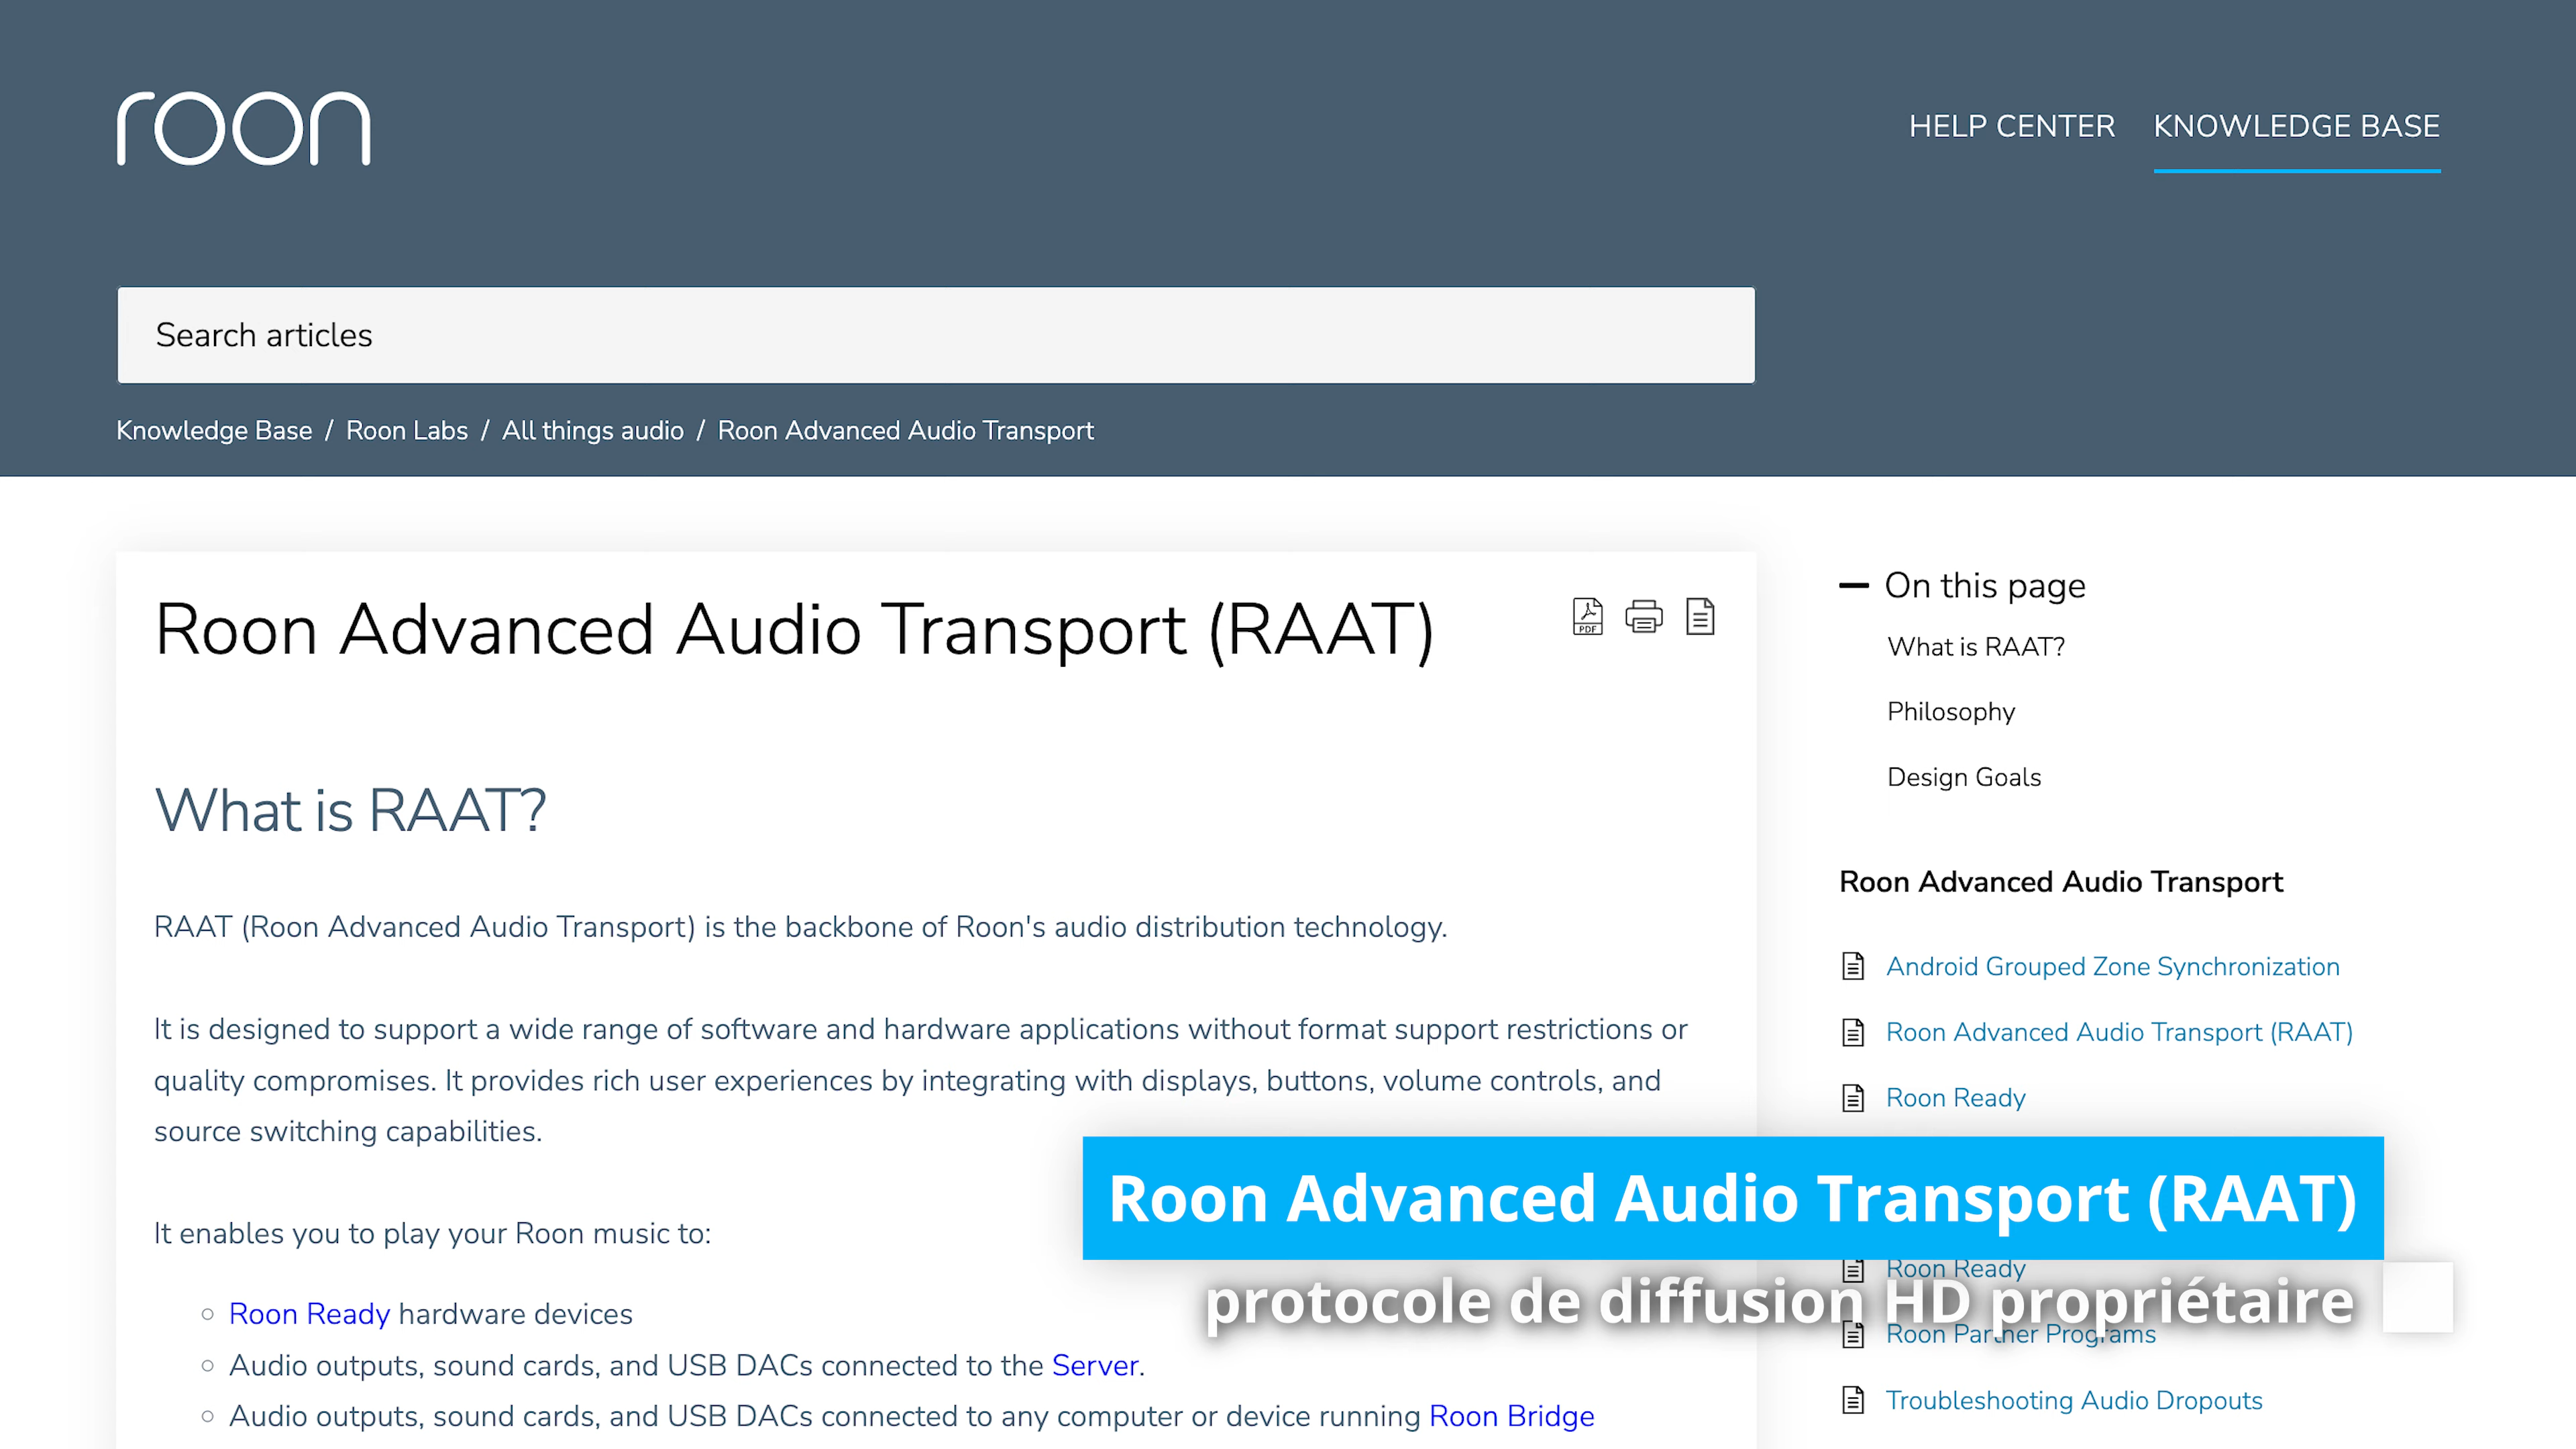 roon
HELP CENTER
KNOWLEDGE BASE
Search articles
Knowledge Base / Roon Labs / All things audio / Roon Advanced Audio Transport
Roon Advanced Audio Transport (RAAT)
PDF
What is RAAT?
RAAT (Roon Advanced Audio Transport) is the backbone of Roon's audio distribution technology.
It is designed to support a wide range of software and hardware applications without format support restrictions or
quality compromises. It provides rich user experiences by integrating with displays, buttons, volume controls, and
source switching capabilities.
It enables you to play your Roon music to:
Roon Ready hardware devices
Audio outputs, sound cards, and USB DACs connected to the Server.
Audio outputs, sound cards, and USB DACs connected to any computer or device running Roon Bridge
On this page
What is RAAT?
Philosophy
Design Goals
Roon Advanced Audio Transport
Android Grouped Zone Synchronization
Roon Advanced Audio Transport (RAAT)
Roon Ready
Roon Ready
Roon Partner Programs
Troubleshooting Audio Dropouts
Roon Advanced Audio Transport (RAAT)
protocole de diffusion HD propriétaire